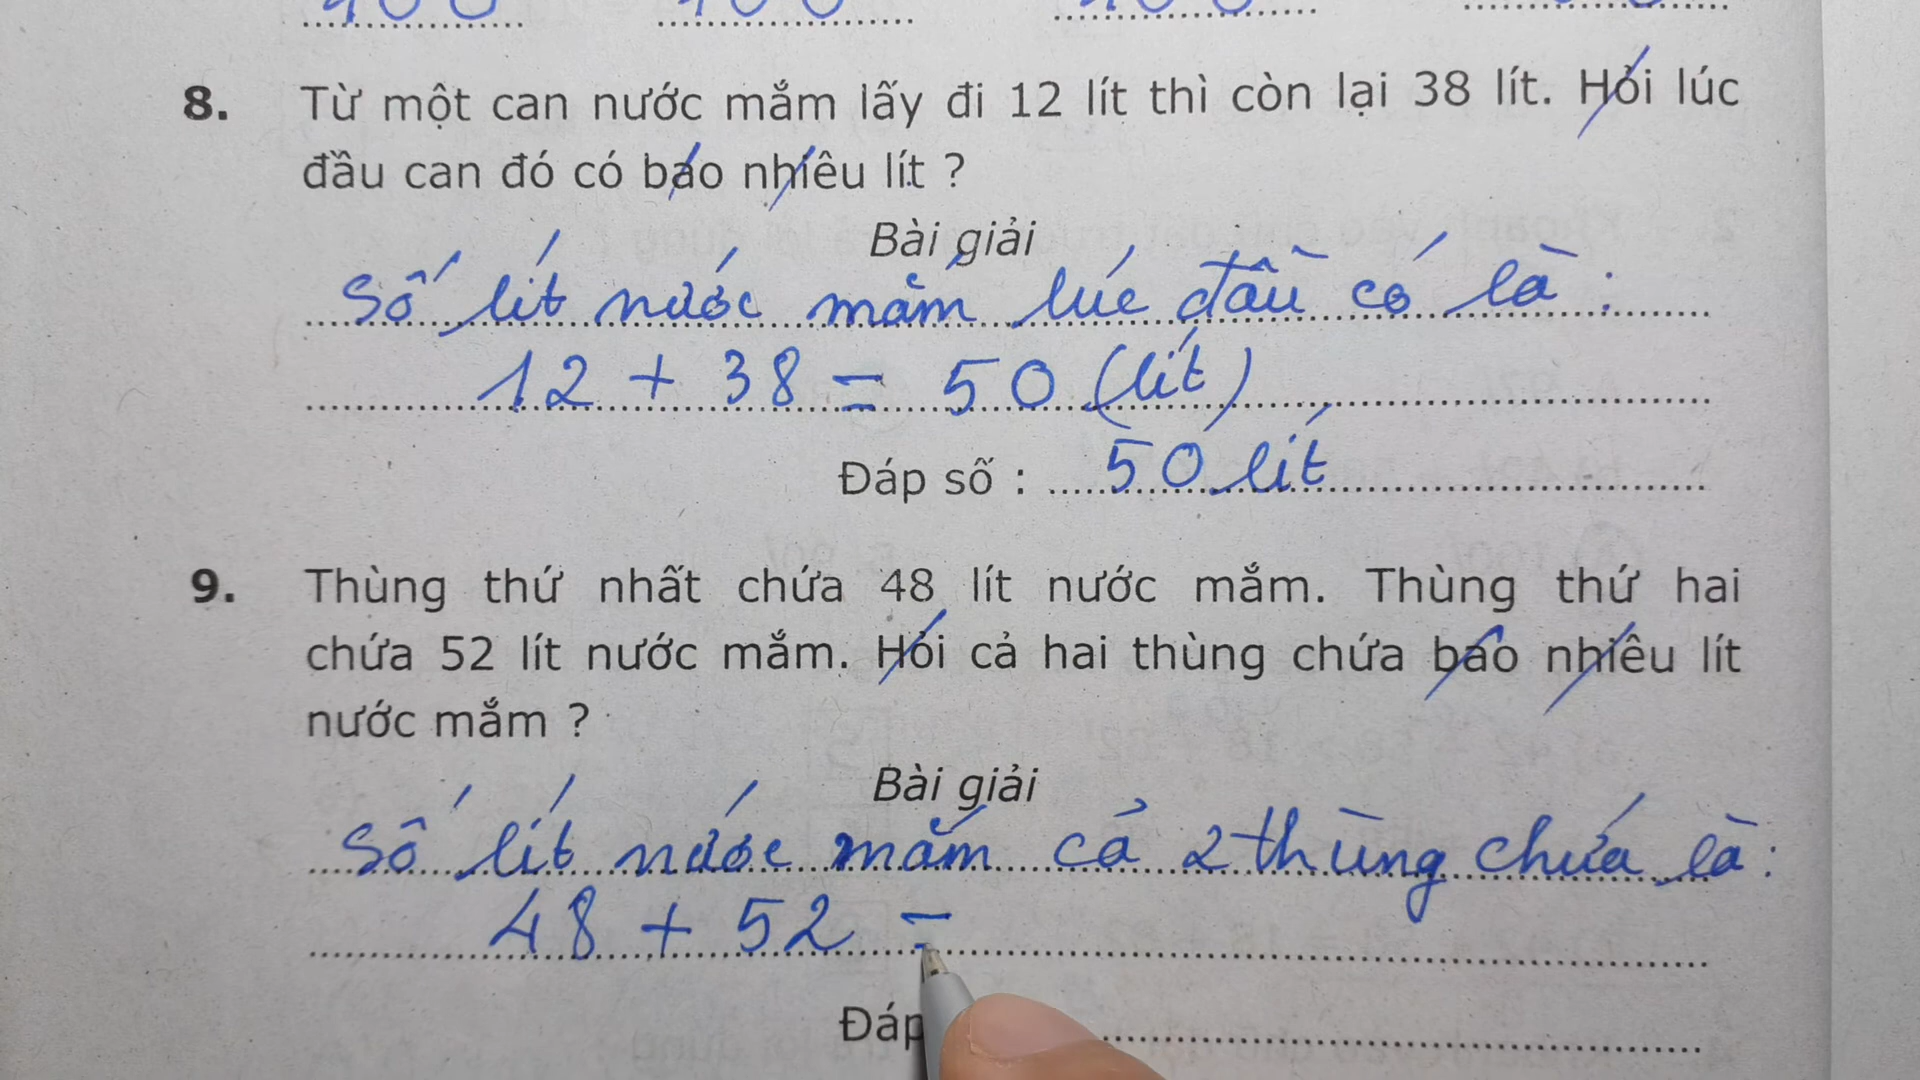 8. Từ một can nước mắm lấy đi 12 lít thì còn lại 38 lít. Hỏi lúc
đầu can đó có bao nhiêu lít ?
Bài giải
Số lít nước mắm lúc đầu có là :
12 + 38 = 50 (lít)
Đáp số : 50 lít
9. Thùng thứ nhất chứa 48 lít nước mắm. Thùng thứ hai
chứa 52 lít nước mắm. Hỏi cả hai thùng chứa bao nhiêu lít
nước mắm ?
Bài giải
Số lít nước mắm cả 2 thùng chứa là :
48 + 52 =
Đáp